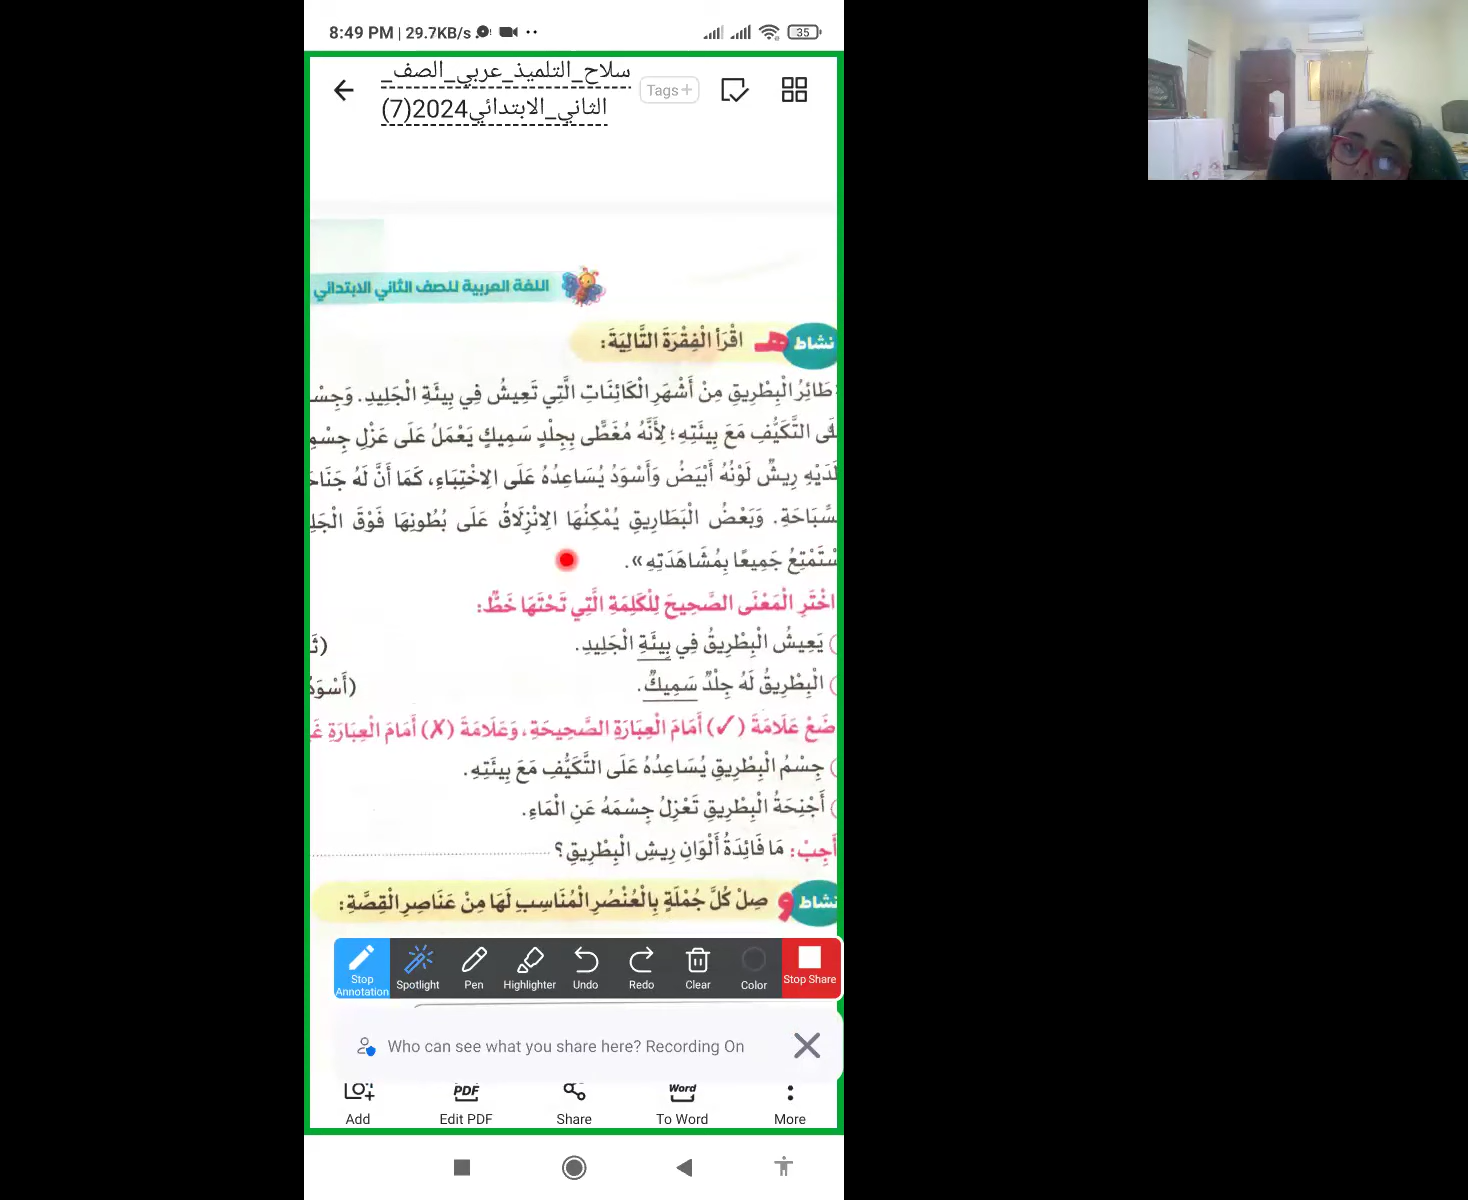 8:49 PM | 29.7KB/s
35
سلاح_التلميذ_عربي_الصف_
الثاني_الابتدائي2024(7)
Tags+
اللغة العربية للصف الثاني الابتدائي
نشاط هـ اقْرَأ الْفِقْرَةَ التَّالِيَةَ:
طَائِرُ الْبِطْرِيقِ مِنْ أَشْهَرِ الْكَائِنَاتِ الَّتِي تَعِيشُ فِي بِيئَةِ الْجَلِيدِ. وَجِسْ
التَّكَيُّفِ مَعَ بِيئَتِهِ؛ لِأَنَّهُ مُغَطًّى بِجِلْدٍ سَمِيكٍ يَعْمَلُ عَلَى عَزْلِ جِسْمِ
لَدَيْهِ رِيشٌ لَوْنُهُ أَبْيَضُ وَأَسْوَدُ يُسَاعِدُهُ عَلَى الِاخْتِبَاءِ، كَمَا أَنَّ لَهُ جَنَاحَ
سِّبَاحَةِ. وَبَعْضُ الْبَطَارِيقِ يُمْكِنُهَا الِانْزِلَاقُ عَلَى بُطُونِهَا فَوْقَ الْجَلِ
سْتَمْتِعُ جَمِيعًا بِمُشَاهَدَتِهِ».
اخْتَرِ الْمَعْنَى الصَّحِيحَ لِلْكَلِمَةِ الَّتِي تَحْتَهَا خَطٌّ:
يَعِيشُ الْبِطْرِيقُ فِي بِيئَةِ الْجَلِيدِ.
الْبِطْرِيقُ لَهُ جِلْدٌ سَمِيكٌ. (أَسْوَدُ
ضَعْ عَلَامَةَ (✓) أَمَامَ الْعِبَارَةِ الصَّحِيحَةِ، وَعَلَامَةَ (✗) أَمَامَ الْعِبَارَةِ غَ
جِسْمُ الْبِطْرِيقِ يُسَاعِدُهُ عَلَى التَّكَيُّفِ مَعَ بِيئَتِهِ.
أَجْنِحَةُ الْبِطْرِيقِ تَعْزِلُ جِسْمَهُ عَنِ الْمَاءِ.
أَجِبْ: مَا فَائِدَةُ أَلْوَانِ رِيشِ الْبِطْرِيقِ؟
نشاط و صِلْ كُلَّ جُمْلَةٍ بِالْعُنْصُرِ الْمُنَاسِبِ لَهَا مِنْ عَنَاصِرِ الْقِصَّةِ:
Stop Annotation Spotlight Pen Highlighter Undo Redo Clear Color Stop Share
Who can see what you share here? Recording On
PDF Word
Add Edit PDF Share To Word More